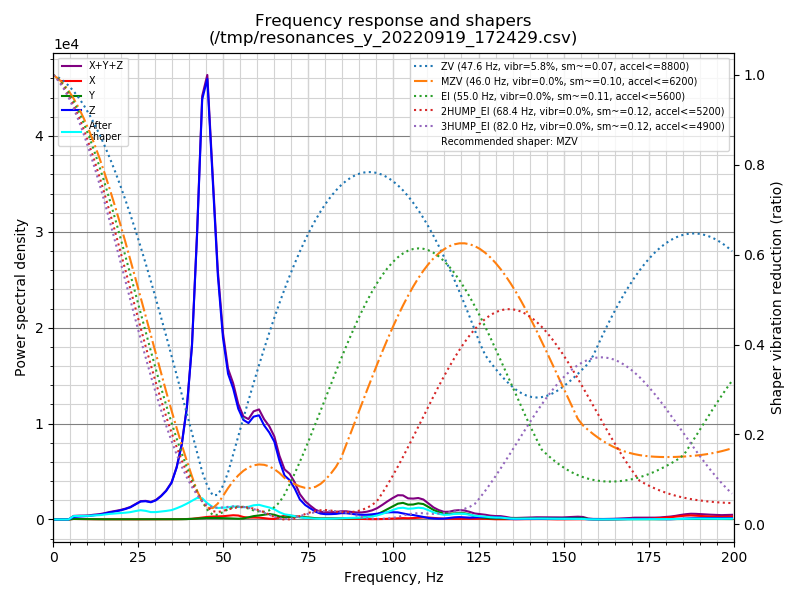 Frequency response and shapers
(/tmp/resonances_y_20220919_172429.csv)
1e4
X+Y+Z
X
Y
Z
After
shaper
ZV (47.6 Hz, vibr=5.8%, sm~=0.07, accel<=8800)
MZV (46.0 Hz, vibr=0.0%, sm~=0.10, accel<=6200)
EI (55.0 Hz, vibr=0.0%, sm~=0.11, accel<=5600)
2HUMP_EI (68.4 Hz, vibr=0.0%, sm~=0.12, accel<=5200)
3HUMP_EI (82.0 Hz, vibr=0.0%, sm~=0.12, accel<=4900)
Recommended shaper: MZV
Power spectral density
4
3
2
1
0
1.0
0.8
0.6
0.4
0.2
0.0
Shaper vibration reduction (ratio)
0 25 50 75 100 125 150 175 200
Frequency, Hz